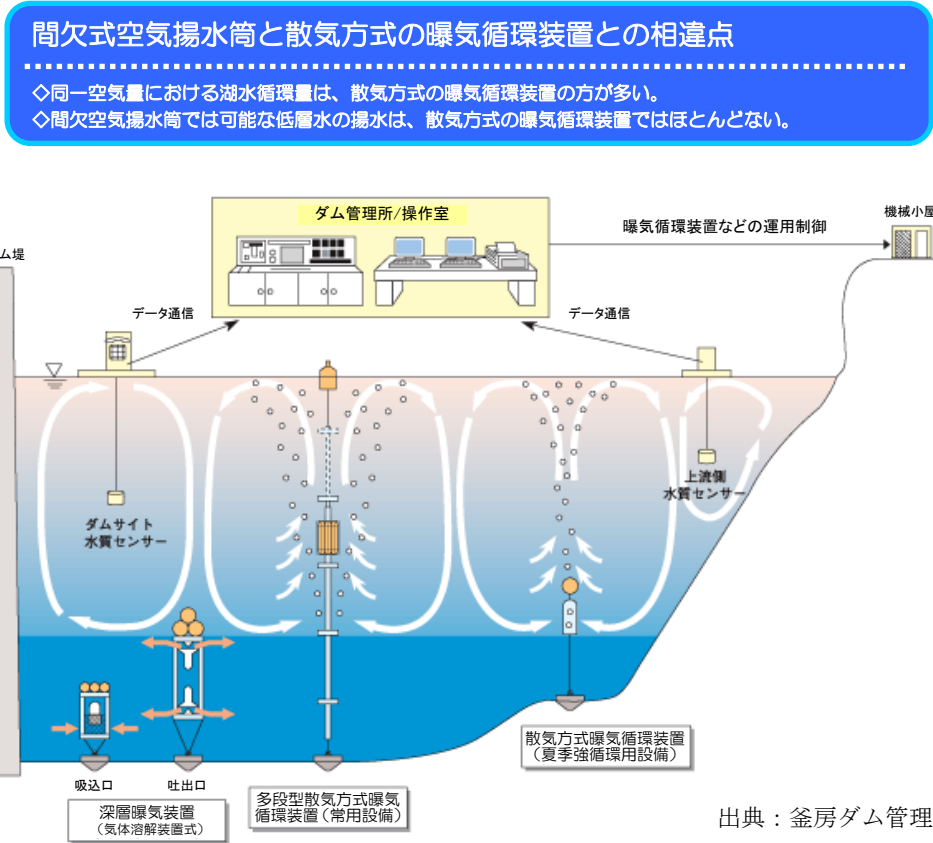 間欠式空気揚水筒と散気方式の曝気循環装置との相違点
◇同一空気量における湖水循環量は、散気方式の曝気循環装置の方が多い。
◇間欠空気揚水筒では可能な低層水の揚水は、散気方式の曝気循環装置ではほとんどない。
ダム管理所/操作室
曝気循環装置などの運用制御
機械小屋
ム堤
データ通信
データ通信
上流側
水質センサー
ダムサイト
水質センサー
吸込口
吐出口
深層曝気装置
（気体溶解装置式）
多段型散気方式曝気
循環装置（常用設備）
散気方式曝気循環装置
（夏季強循環用設備）
出典：釜房ダム管理